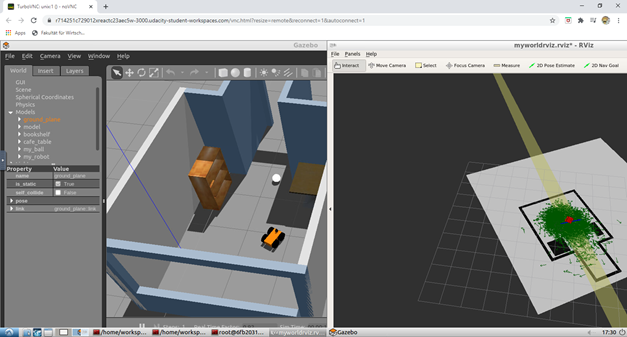 TurboVNC: unix:1 () - noVNC
r714251c729012xreactc23aec5w-3000.udacity-student-workspaces.com/vnc.html?resize=remote&reconnect=1&autoconnect=1
Apps
Fakultät für Wirtsch...
Gazebo
myworldrviz.rviz* - RViz
File Edit Camera View Window Help
File Panels Help
World Insert Layers
Interact Move Camera Select Focus Camera Measure 2D Pose Estimate 2D Nav Goal
GUI
Scene
Spherical Coordinates
Physics
Models
ground_plane
model
bookshelf
cafe_table
my_ball
my_robot
Property Value
name ground_plane
is_static True
self_collide False
pose
link ground_plane::link
/home/worksp...
/home/worksp...
root@6fb2031...
myworldrviz.rv...
Gazebo
17:30